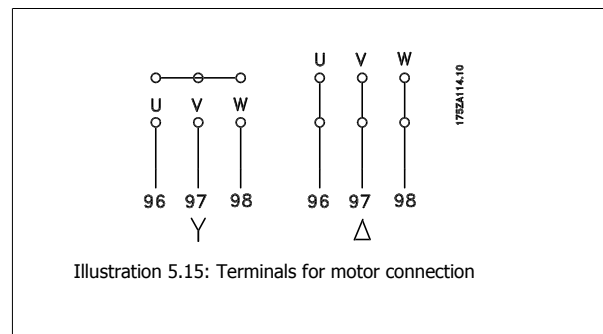 U V W
U V W
96 97 98
96 97 98
Y Δ
175ZA114.10
Illustration 5.15: Terminals for motor connection